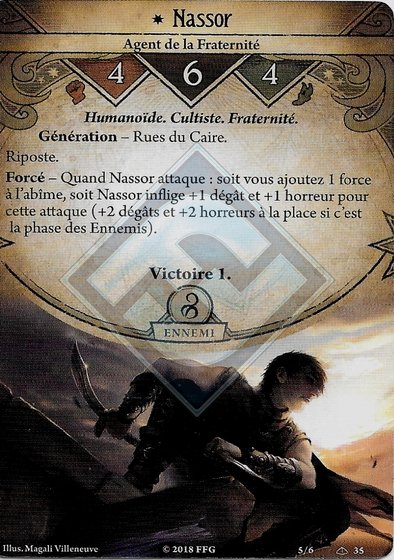 Nassor
Agent de la Fraternité
4 6 4
Humanoïde. Cultiste. Fraternité.
Génération – Rues du Caire.
Riposte.
Forcé – Quand Nassor attaque : soit vous ajoutez 1 force
à l'abîme, soit Nassor inflige +1 dégât et +1 horreur pour
cette attaque (+2 dégâts et +2 horreurs à la place si c'est
la phase des Ennemis).
Victoire 1.
ENNEMI
Illus. Magali Villeneuve © 2018 FFG 5/6 35